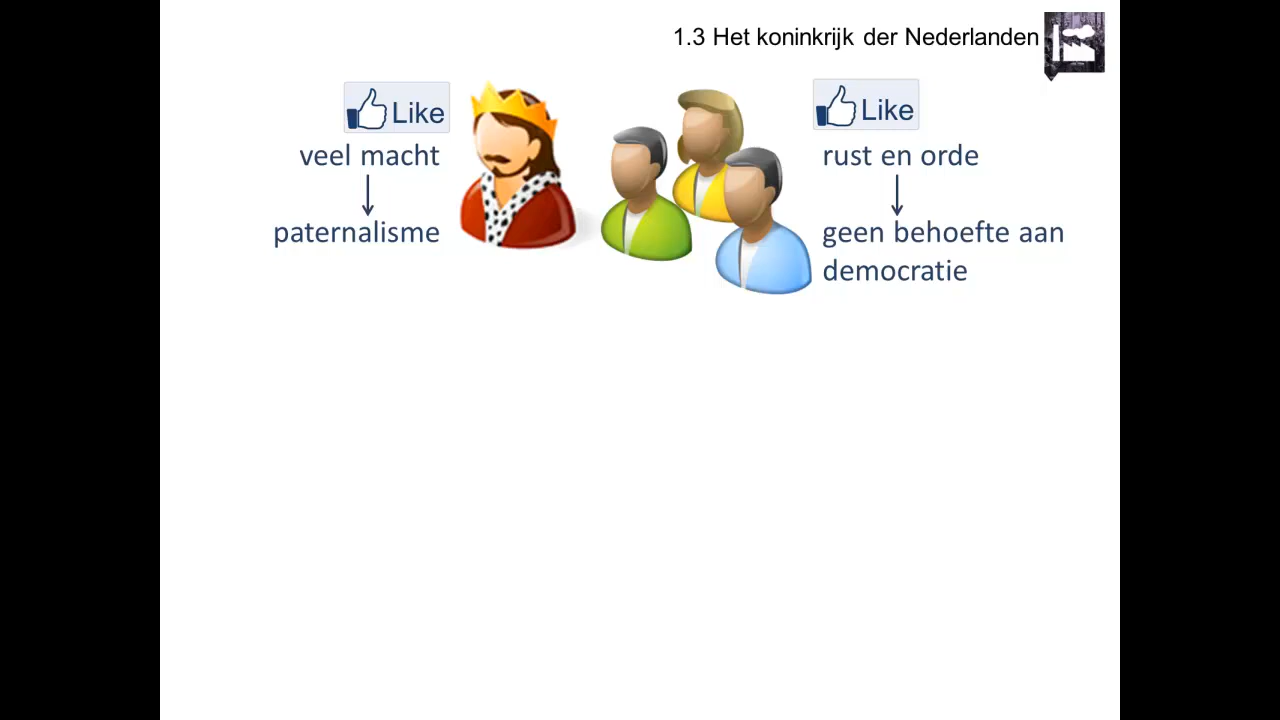 1.3 Het koninkrijk der Nederlanden
Like
veel macht
paternalisme
Like
rust en orde
geen behoefte aan
democratie